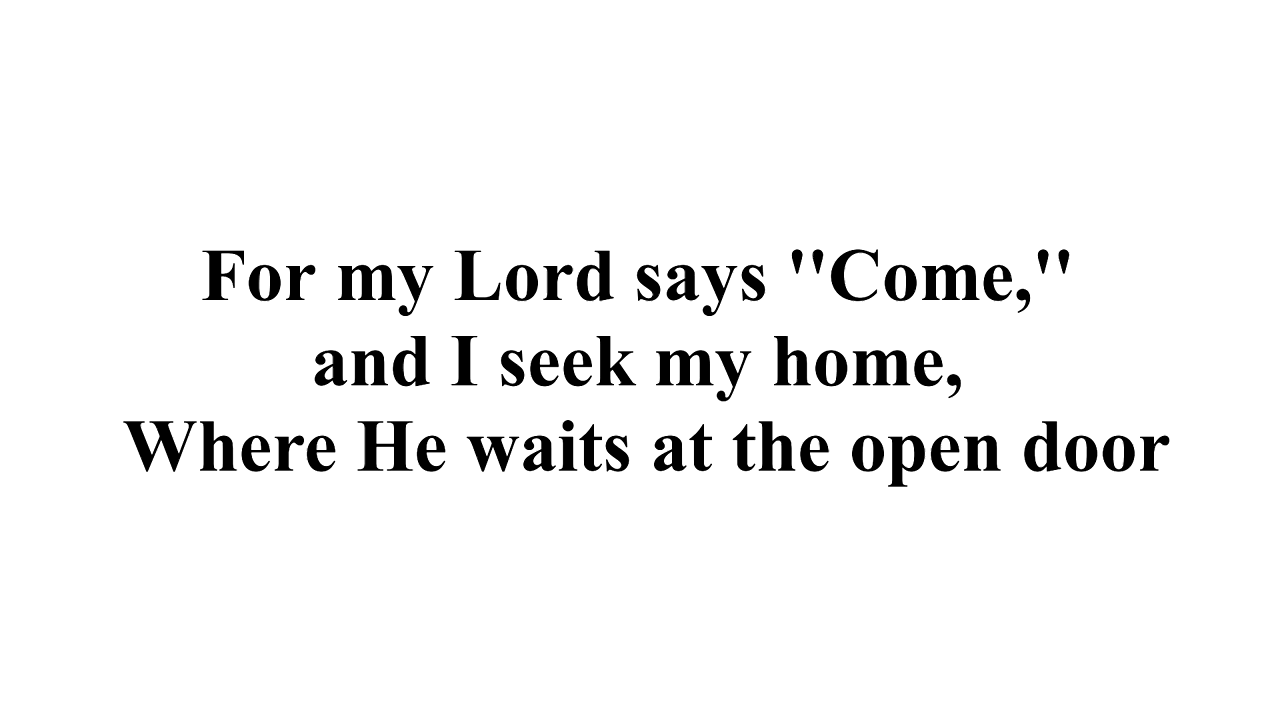 For my Lord says "Come,"
and I seek my home,
Where He waits at the open door